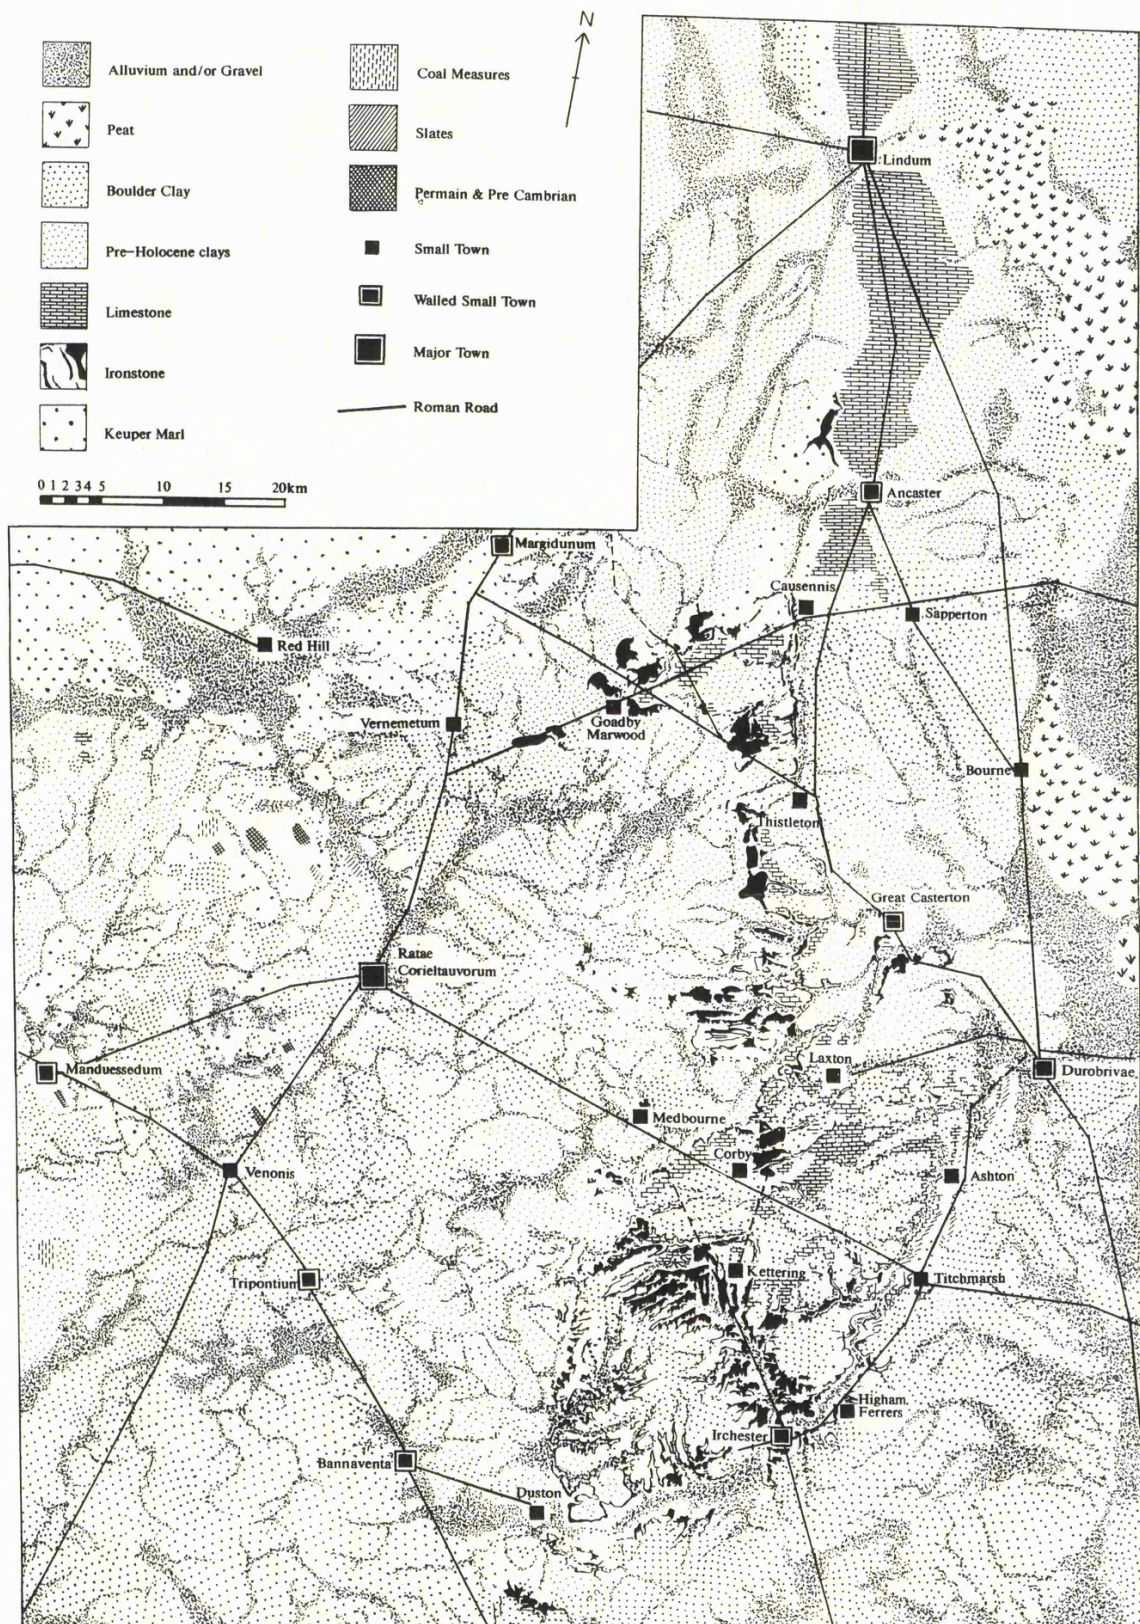 N
Alluvium and/or Gravel
Peat
Boulder Clay
Pre-Holocene clays
Limestone
Ironstone
Keuper Marl
0 1 2 3 4 5 10 15 20km
Coal Measures
Slates
Permain & Pre Cambrian
Small Town
Walled Small Town
Major Town
Roman Road
Lindum
Ancaster
Margidunum
Causennis
Sapperton
Red Hill
Vernemetum
Goadby
Marwood
Bourne
Thistleton
Great Casterton
Ratae
Corieltauvorum
Manduessedum
Laxton
Durobrivae
Medbourne
Corby
Venonis
Ashton
Tripontium
Kettering
Titchmarsh
Higham
Ferrers
Irchester
Bannaventa
Duston